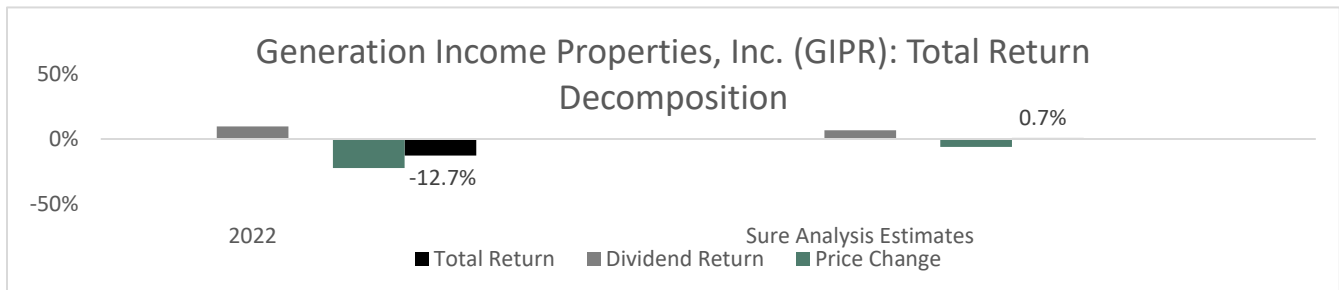 Generation Income Properties, Inc. (GIPR): Total Return
Decomposition
50%
0%
-50%
-12.7%
0.7%
2022
Sure Analysis Estimates
Total Return
Dividend Return
Price Change